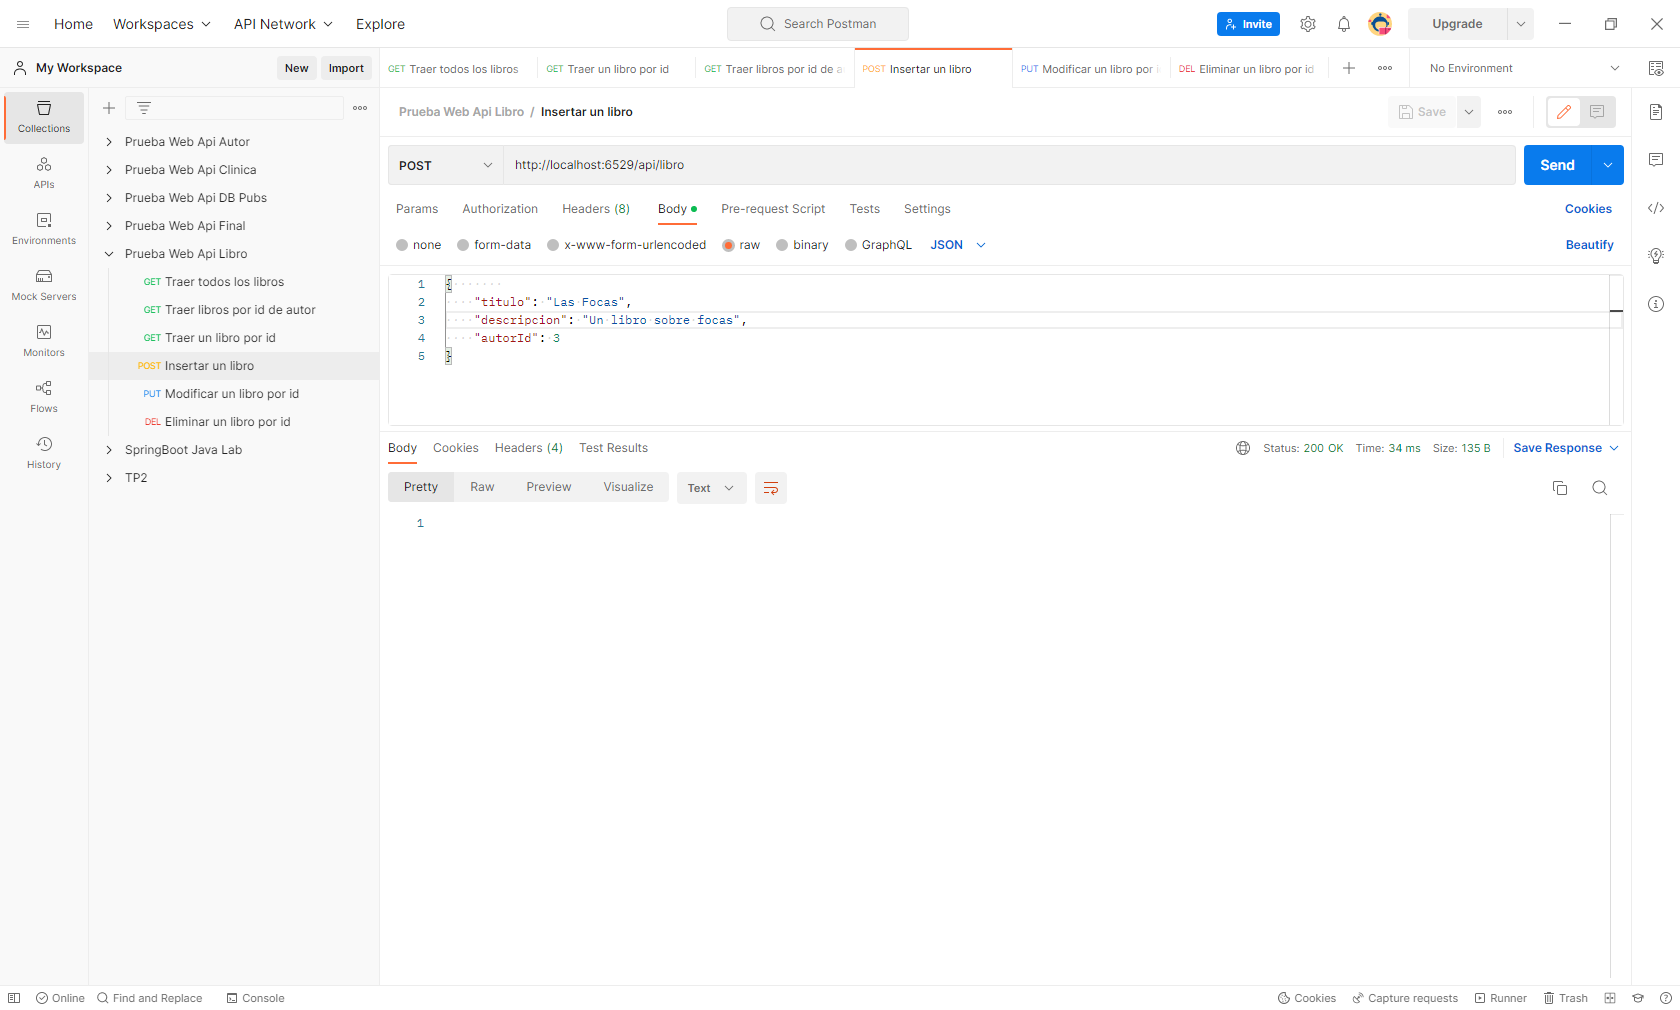 Home Workspaces API Network Explore Search Postman Invite Upgrade
My Workspace New Import
GET Traer todos los libros GET Traer un libro por id GET Traer libros por id de a POST Insertar un libro PUT Modificar un libro por DEL Eliminar un libro por id No Environment
Prueba Web Api Libro / Insertar un libro Save
Collections
APIs
Environments
Mock Servers
Monitors
Flows
History
Prueba Web Api Autor
Prueba Web Api Clinica
Prueba Web Api DB Pubs
Prueba Web Api Final
Prueba Web Api Libro
GET Traer todos los libros
GET Traer libros por id de autor
GET Traer un libro por id
POST Insertar un libro
PUT Modificar un libro por id
DEL Eliminar un libro por id
SpringBoot Java Lab
TP2
POST http://localhost:6529/api/libro Send
Params Authorization Headers (8) Body Pre-request Script Tests Settings Cookies
none form-data x-www-form-urlencoded raw binary GraphQL JSON Beautify
1 {
2 "titulo": "Las Focas",
3 "descripcion": "Un libro sobre focas",
4 "autorId": 3
5 }
Body Cookies Headers (4) Test Results Status: 200 OK Time: 34 ms Size: 135 B Save Response
Pretty Raw Preview Visualize Text
1
Online Find and Replace Console Cookies Capture requests Runner Trash